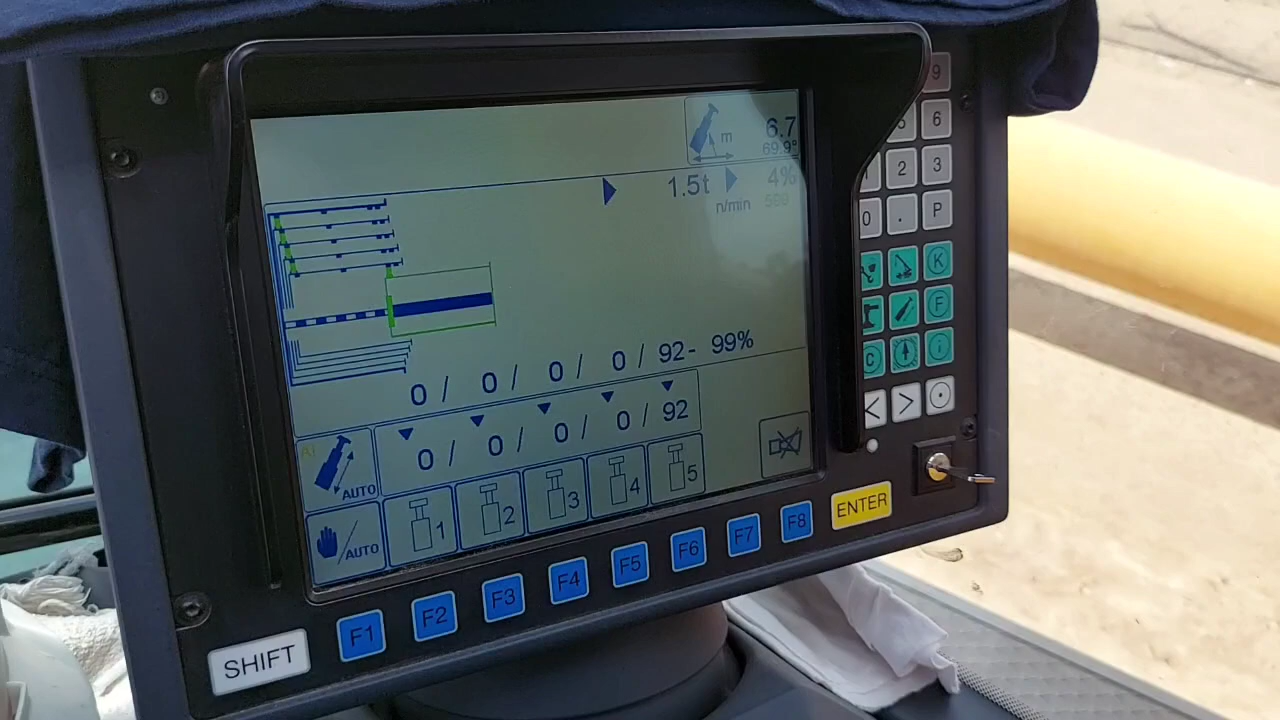 6.7
m
69.9°
1.5t 4%
n/min
0 / 0 / 0 / 0 / 92- 99%
0 / 0 / 0 / 0 / 92
AUTO
/AUTO 1 2 3 4 5
9
6
2 3
0 . P
K
F
C i
< >
SHIFT F1 F2 F3 F4 F5 F6 F7 F8 ENTER